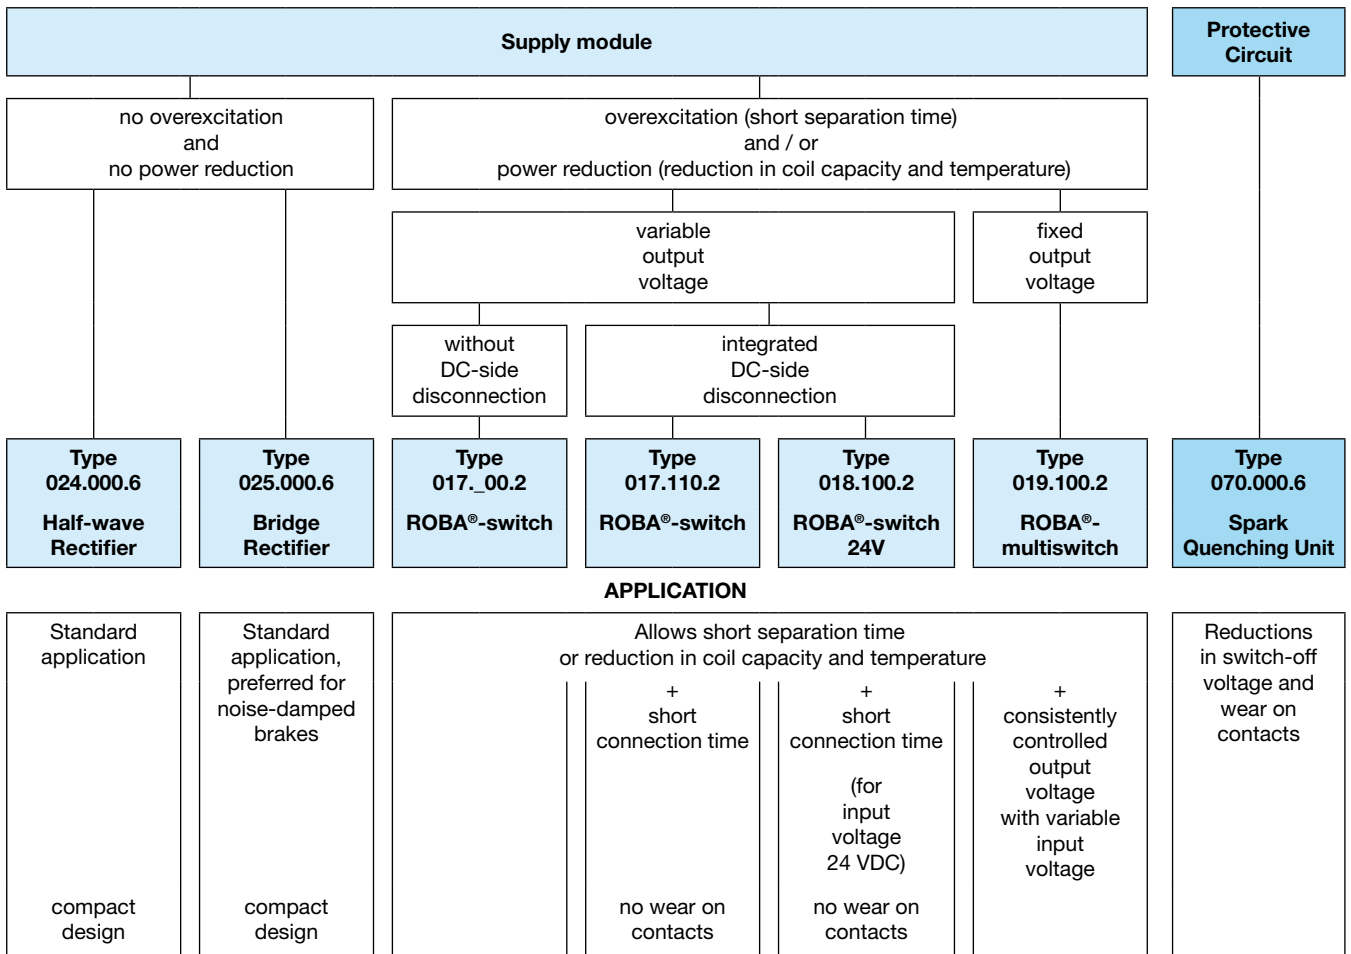 Supply module
Protective
Circuit
no overexcitation
and
no power reduction
overexcitation (short separation time)
and / or
power reduction (reduction in coil capacity and temperature)
variable
output
voltage
fixed
output
voltage
without
DC-side
disconnection
integrated
DC-side
disconnection
Type
024.000.6
Half-wave
Rectifier
Type
025.000.6
Bridge
Rectifier
Type
017._00.2
ROBA®-switch
Type
017.110.2
ROBA®-switch
Type
018.100.2
ROBA®-switch
24V
Type
019.100.2
ROBA®-
multiswitch
Type
070.000.6
Spark
Quenching Unit
APPLICATION
Standard
application
compact
design
Standard
application,
preferred for
noise-damped
brakes
compact
design
Allows short separation time
or reduction in coil capacity and temperature
+
short
connection time
no wear on
contacts
+
short
connection time
(for
input
voltage
24 VDC)
no wear on
contacts
+
consistently
controlled
output
voltage
with variable
input
voltage
Reductions
in switch-off
voltage and
wear on
contacts